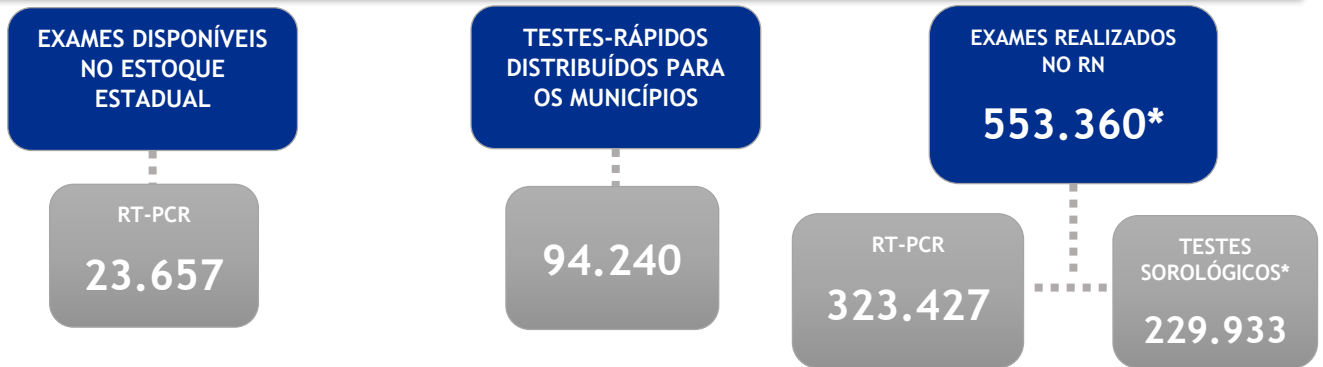 EXAMES DISPONÍVEIS
NO ESTOQUE
ESTADUAL
RT-PCR
23.657
TESTES-RÁPIDOS
DISTRIBUÍDOS PARA
OS MUNICÍPIOS
94.240
EXAMES REALIZADOS
NO RN
553.360*
RT-PCR
323.427
TESTES
SOROLÓGICOS*
229.933